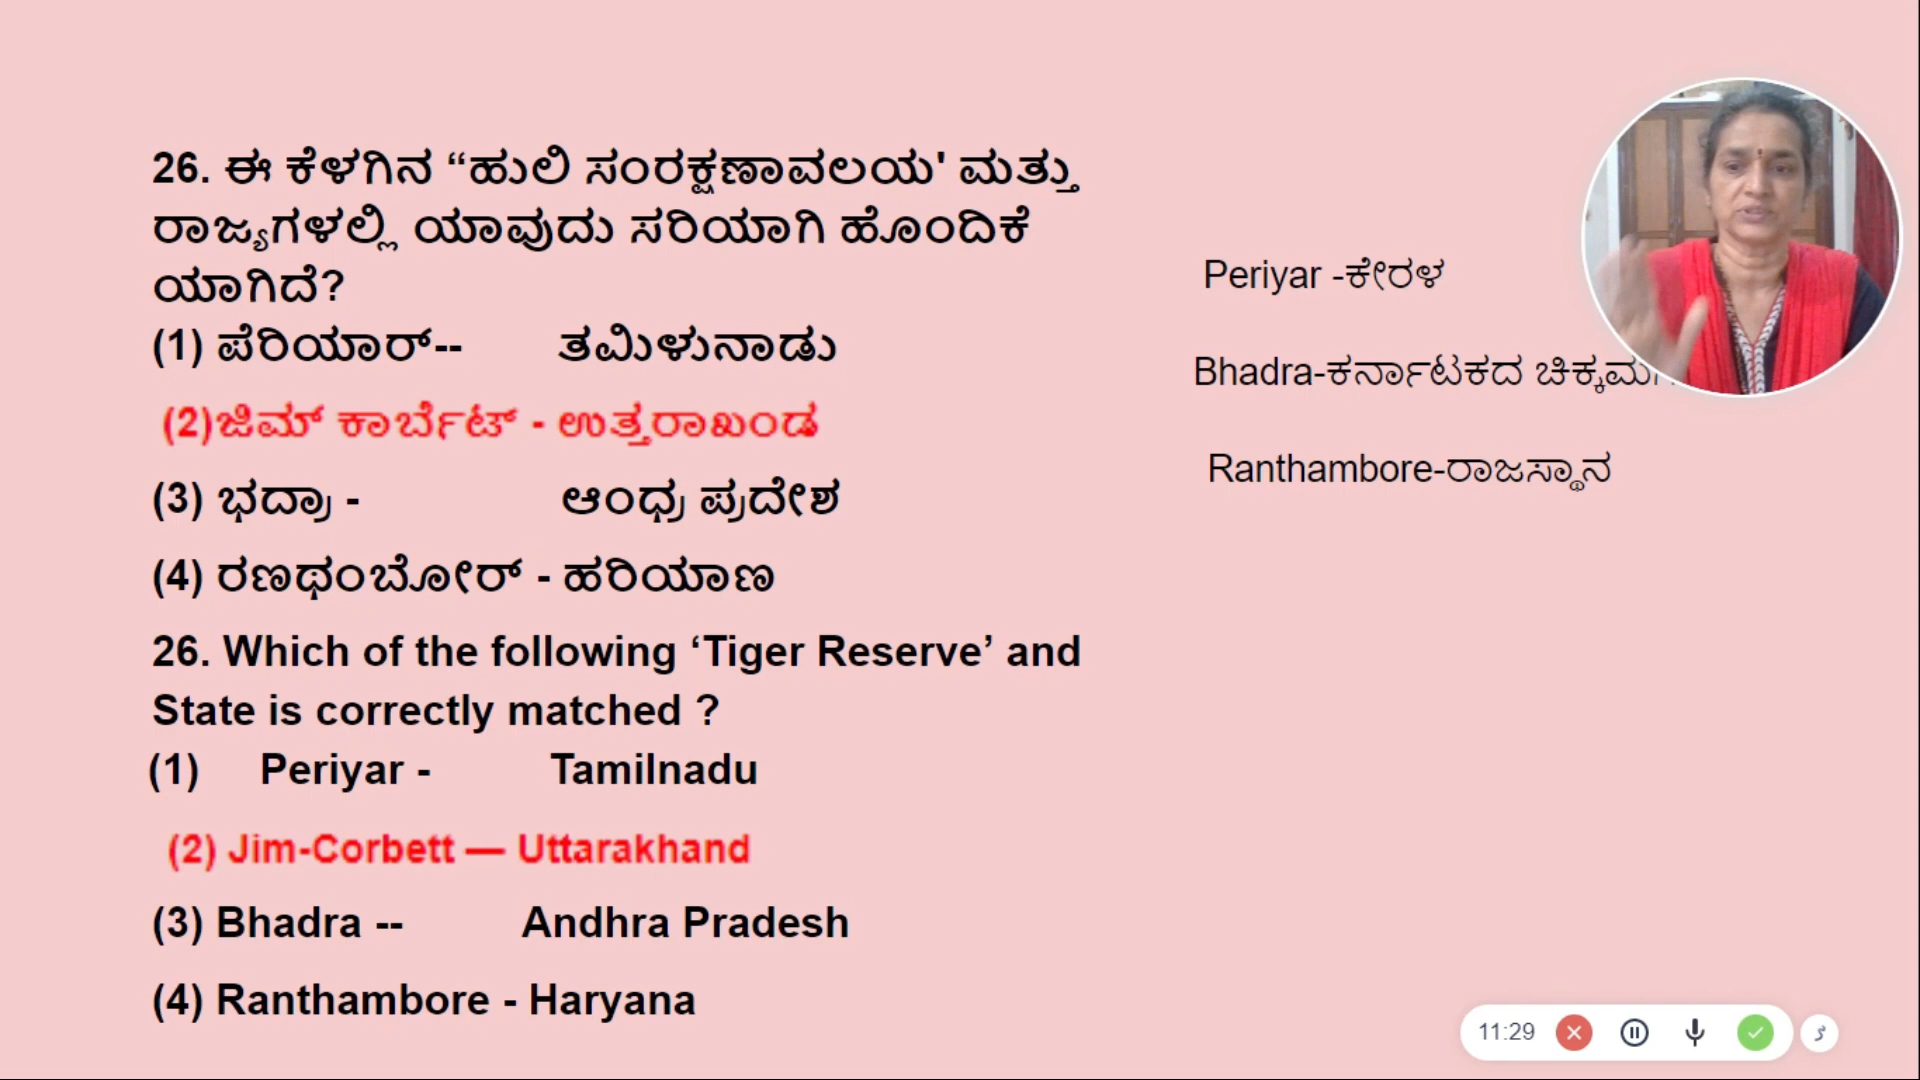 26. ಈ ಕೆಳಗಿನ “ಹುಲಿ ಸಂರಕ್ಷಣಾವಲಯ' ಮತ್ತು
ರಾಜ್ಯಗಳಲ್ಲಿ ಯಾವುದು ಸರಿಯಾಗಿ ಹೊಂದಿಕೆ
ಯಾಗಿದೆ?
(1) ಪೆರಿಯಾರ್-- ತಮಿಳುನಾಡು
(2)ಜಿಮ್ ಕಾರ್ಬೆಟ್ - ಉತ್ತರಾಖಂಡ
(3) ಭದ್ರಾ - ಆಂಧ್ರ ಪ್ರದೇಶ
(4) ರಣಥಂಬೋರ್ - ಹರಿಯಾಣ
26. Which of the following ‘Tiger Reserve’ and
State is correctly matched ?
(1) Periyar - Tamilnadu
(2) Jim-Corbett — Uttarakhand
(3) Bhadra -- Andhra Pradesh
(4) Ranthambore - Haryana
Periyar -ಕೇರಳ
Bhadra-ಕರ್ನಾಟಕದ
Ranthambore-ರಾಜಸ್ಥಾನ
11:29